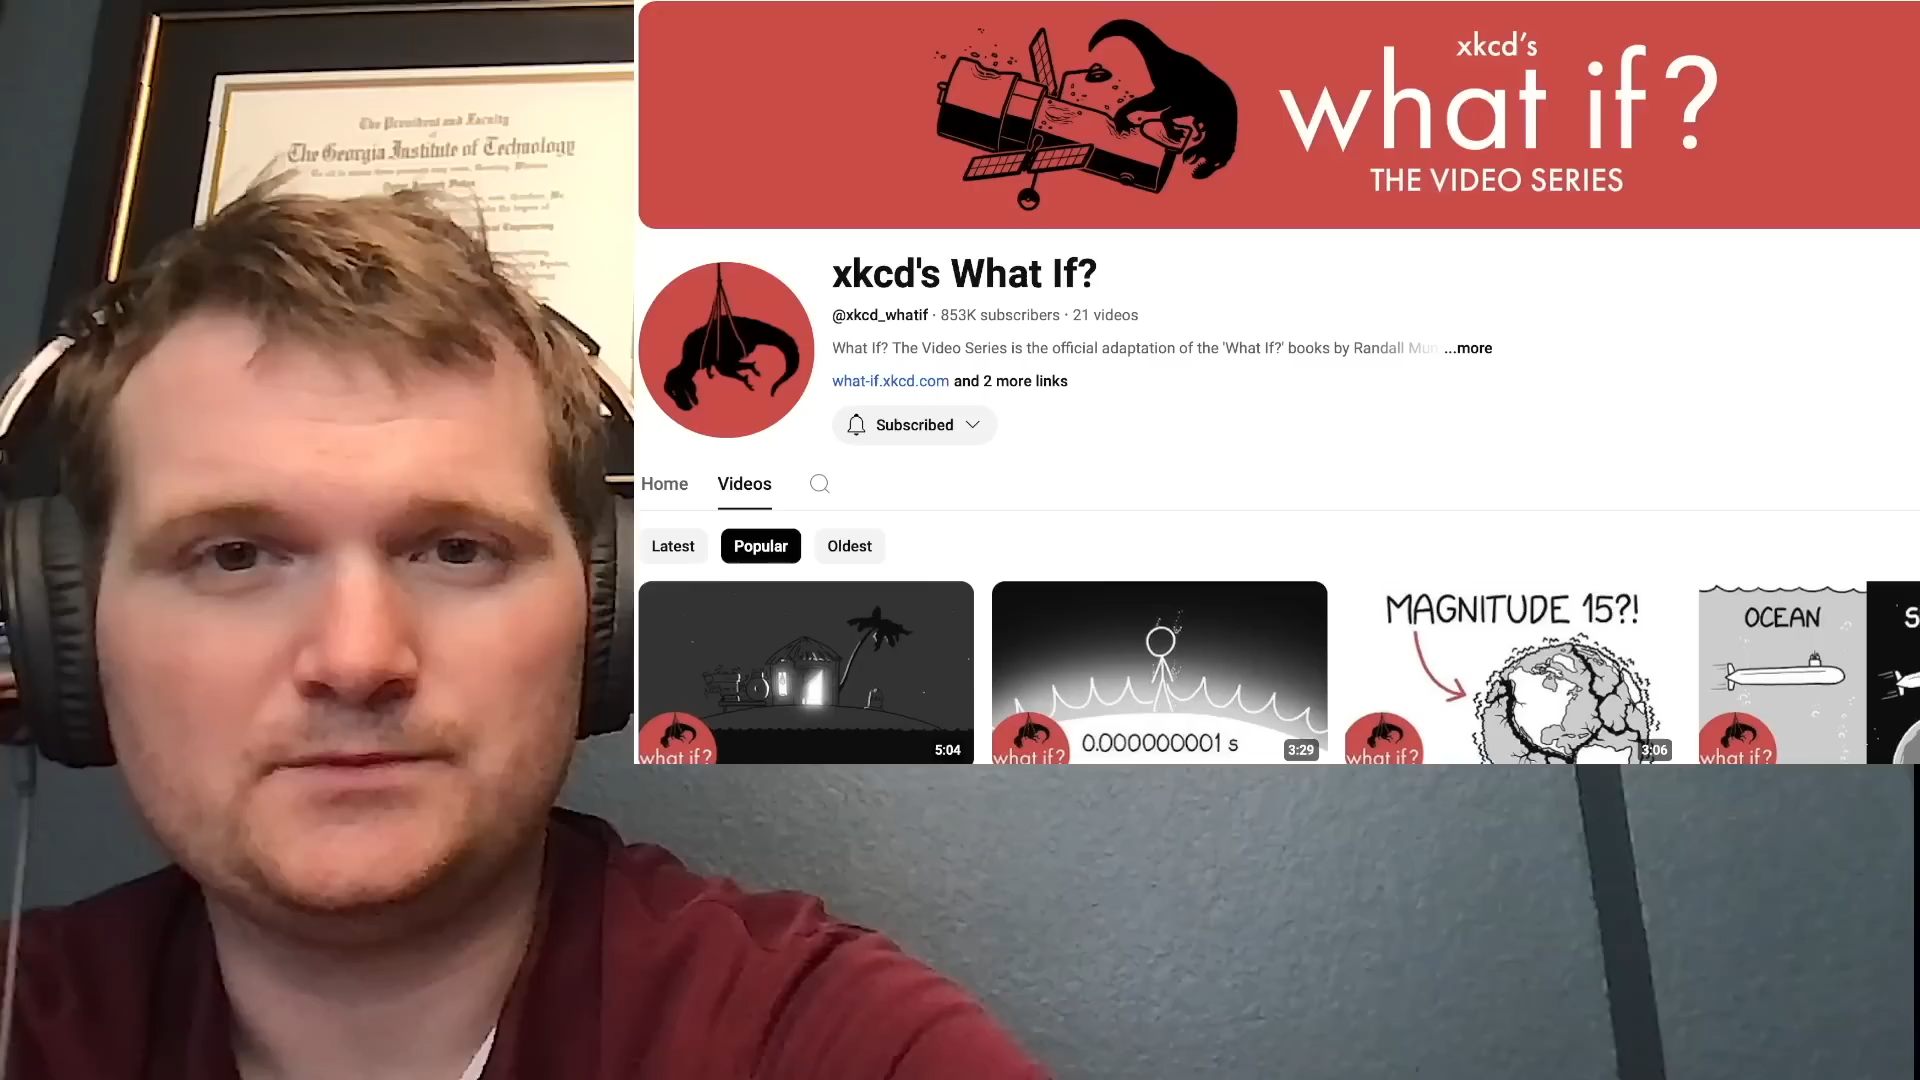 The President and Faculty
of
The Georgia Institute of Technology
Engineering
xkcd's
what if?
THE VIDEO SERIES
xkcd's What If?
@xkcd_whatif · 853K subscribers · 21 videos
What If? The Video Series is the official adaptation of the 'What If?' books by Randall Mun ...more
what-if.xkcd.com and 2 more links
Subscribed
Home Videos
Latest Popular Oldest
what if?
5:04
0.000000001 s
what if?
3:29
MAGNITUDE 15?!
what if?
3:06
OCEAN
S
what if?